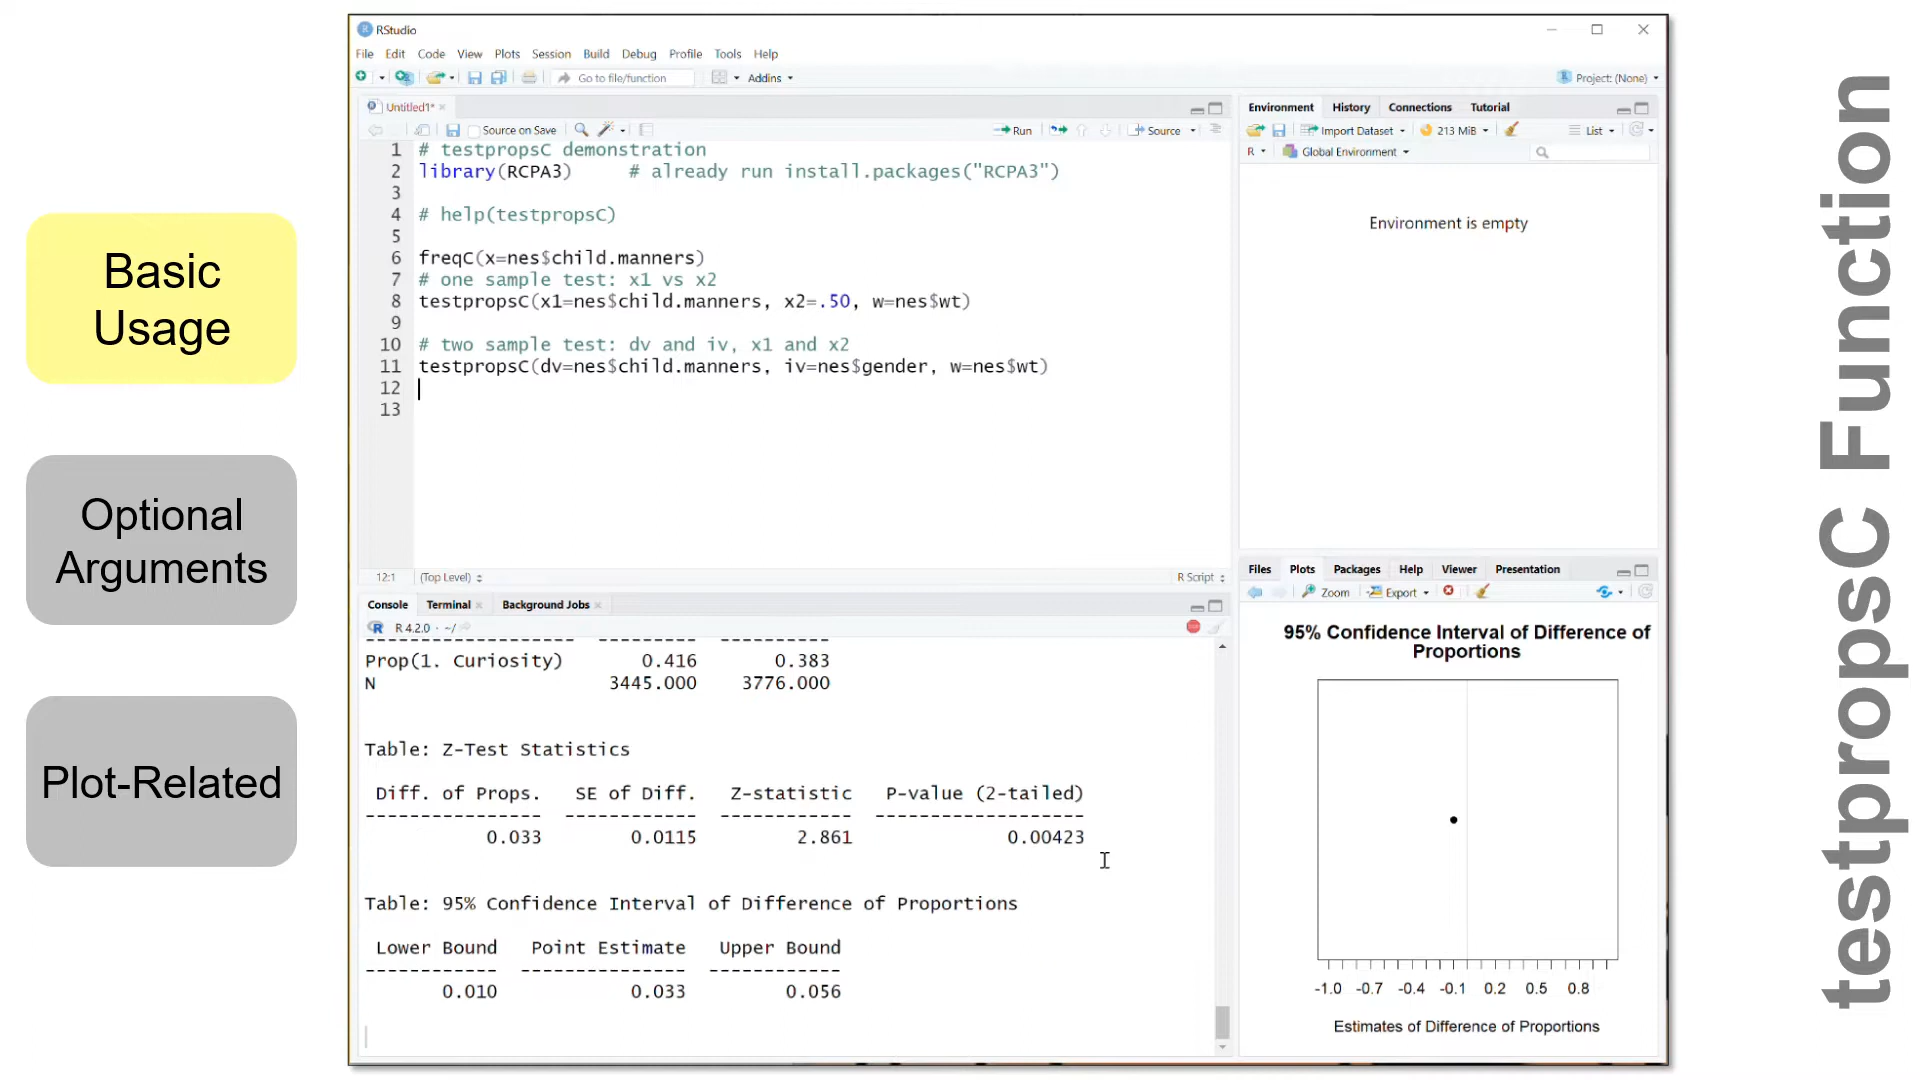 Basic
Usage
Optional
Arguments
Plot-Related
RStudio
File Edit Code View Plots Session Build Debug Profile Tools Help
Go to file/function
Addins
Project: (None)
Untitled1*
Source on Save
Run
Source
1 # testpropsC demonstration
2 library(RCPA3) # already run install.packages("RCPA3")
3
4 # help(testpropsC)
5
6 freqC(x=nes$child.manners)
7 # one sample test: x1 vs x2
8 testpropsC(x1=nes$child.manners, x2=.50, w=nes$wt)
9
10 # two sample test: dv and iv, x1 and x2
11 testpropsC(dv=nes$child.manners, iv=nes$gender, w=nes$wt)
12
13
12:1 (Top Level) R Script
Console Terminal Background Jobs
R 4.2.0 · ~/
Prop(1. Curiosity) 0.416 0.383
N 3445.000 3776.000
Table: Z-Test Statistics
Diff. of Props. SE of Diff. Z-statistic P-value (2-tailed)
0.033 0.0115 2.861 0.00423
Table: 95% Confidence Interval of Difference of Proportions
Lower Bound Point Estimate Upper Bound
0.010 0.033 0.056
Environment History Connections Tutorial
Import Dataset 213 MiB List
R Global Environment
Environment is empty
Files Plots Packages Help Viewer Presentation
Zoom Export
95% Confidence Interval of Difference of
Proportions
-1.0 -0.7 -0.4 -0.1 0.2 0.5 0.8
Estimates of Difference of Proportions
testpropsC Function